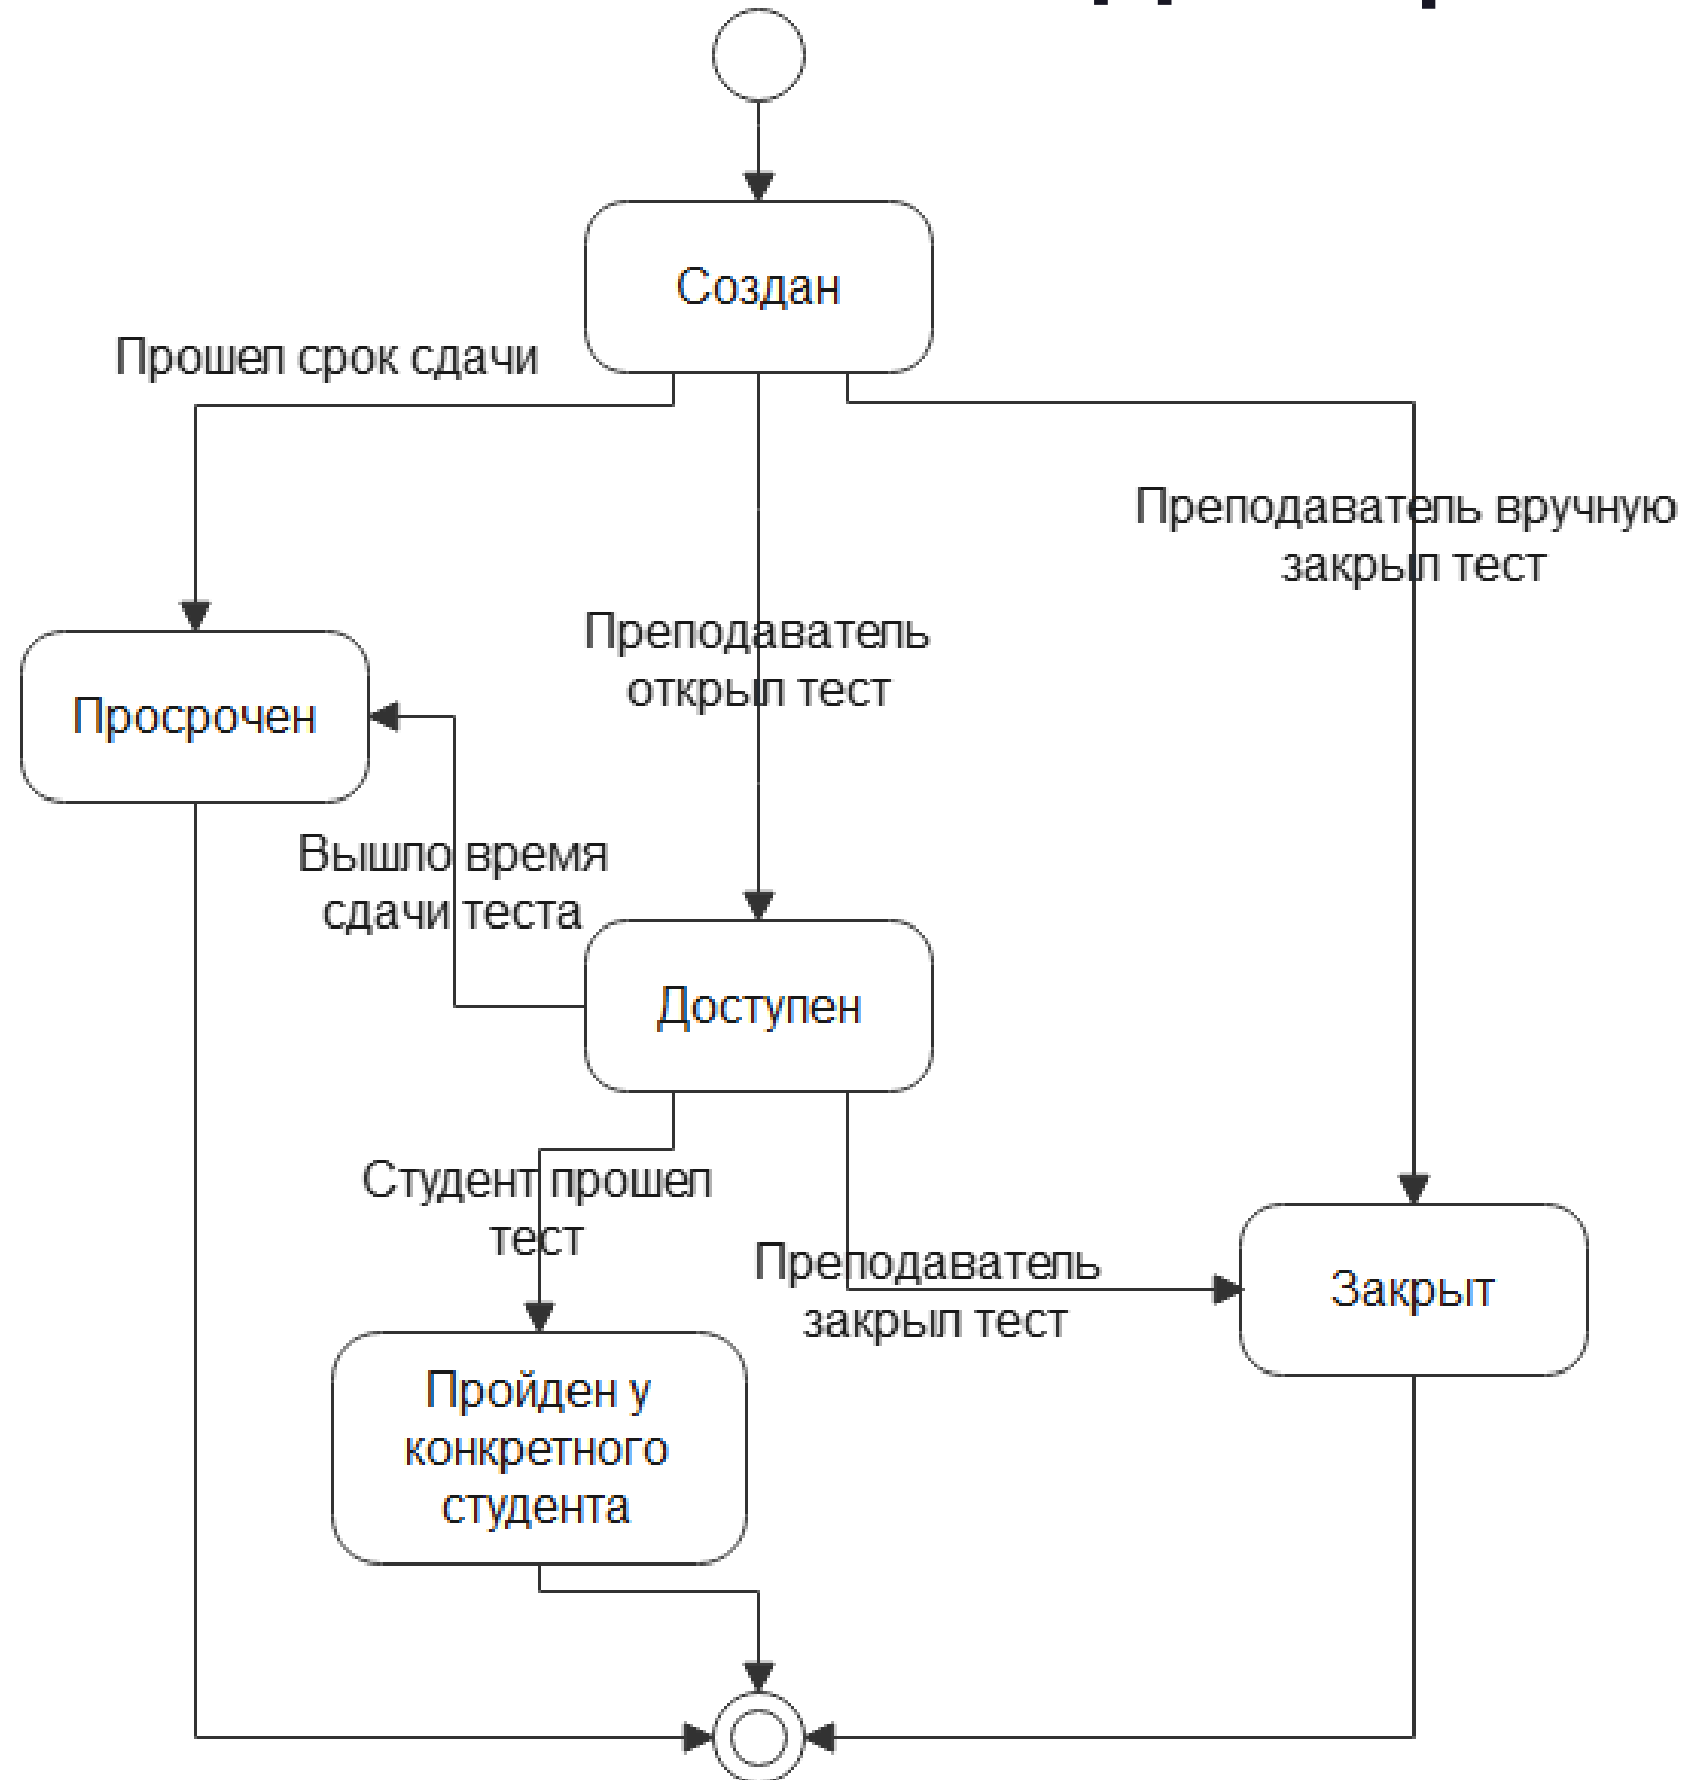 Создан
Прошел срок сдачи
Преподаватель вручную
закрыл тест
Преподаватель
открыл тест
Просрочен
Вышло время
сдачи теста
Доступен
Студент прошел
тест
Преподаватель
закрыл тест
Закрыт
Пройден у
конкретного
студента